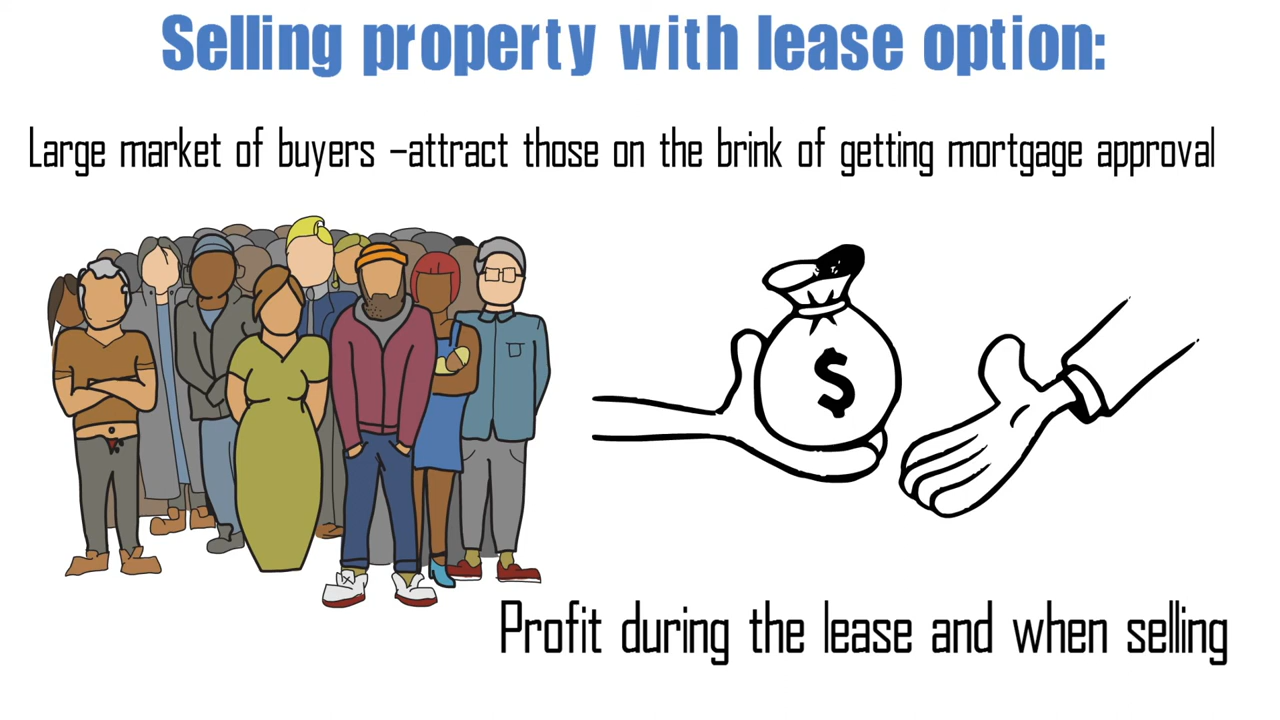 Selling property with lease option:
Large market of buyers –attract those on the brink of getting mortgage approval
$
Profit during the lease and when selling